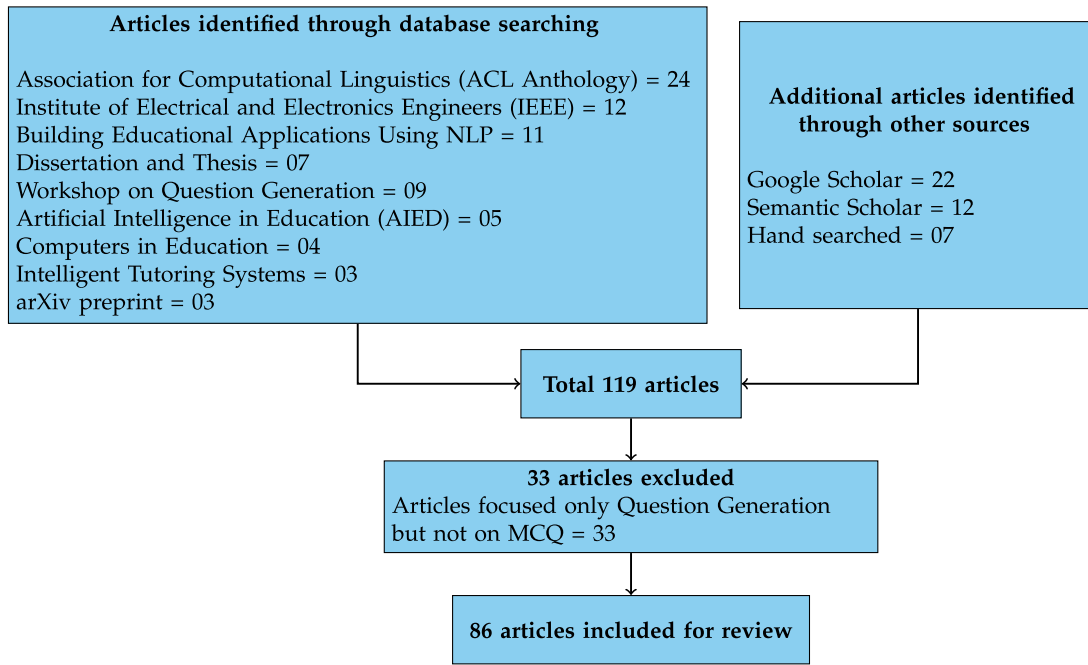 Articles identified through database searching
Association for Computational Linguistics (ACL Anthology) = 24
Institute of Electrical and Electronics Engineers (IEEE) = 12
Building Educational Applications Using NLP = 11
Dissertation and Thesis = 07
Workshop on Question Generation = 09
Artificial Intelligence in Education (AIED) = 05
Computers in Education = 04
Intelligent Tutoring Systems = 03
arXiv preprint = 03
Additional articles identified
through other sources
Google Scholar = 22
Semantic Scholar = 12
Hand searched = 07
Total 119 articles
33 articles excluded
Articles focused only Question Generation
but not on MCQ = 33
86 articles included for review